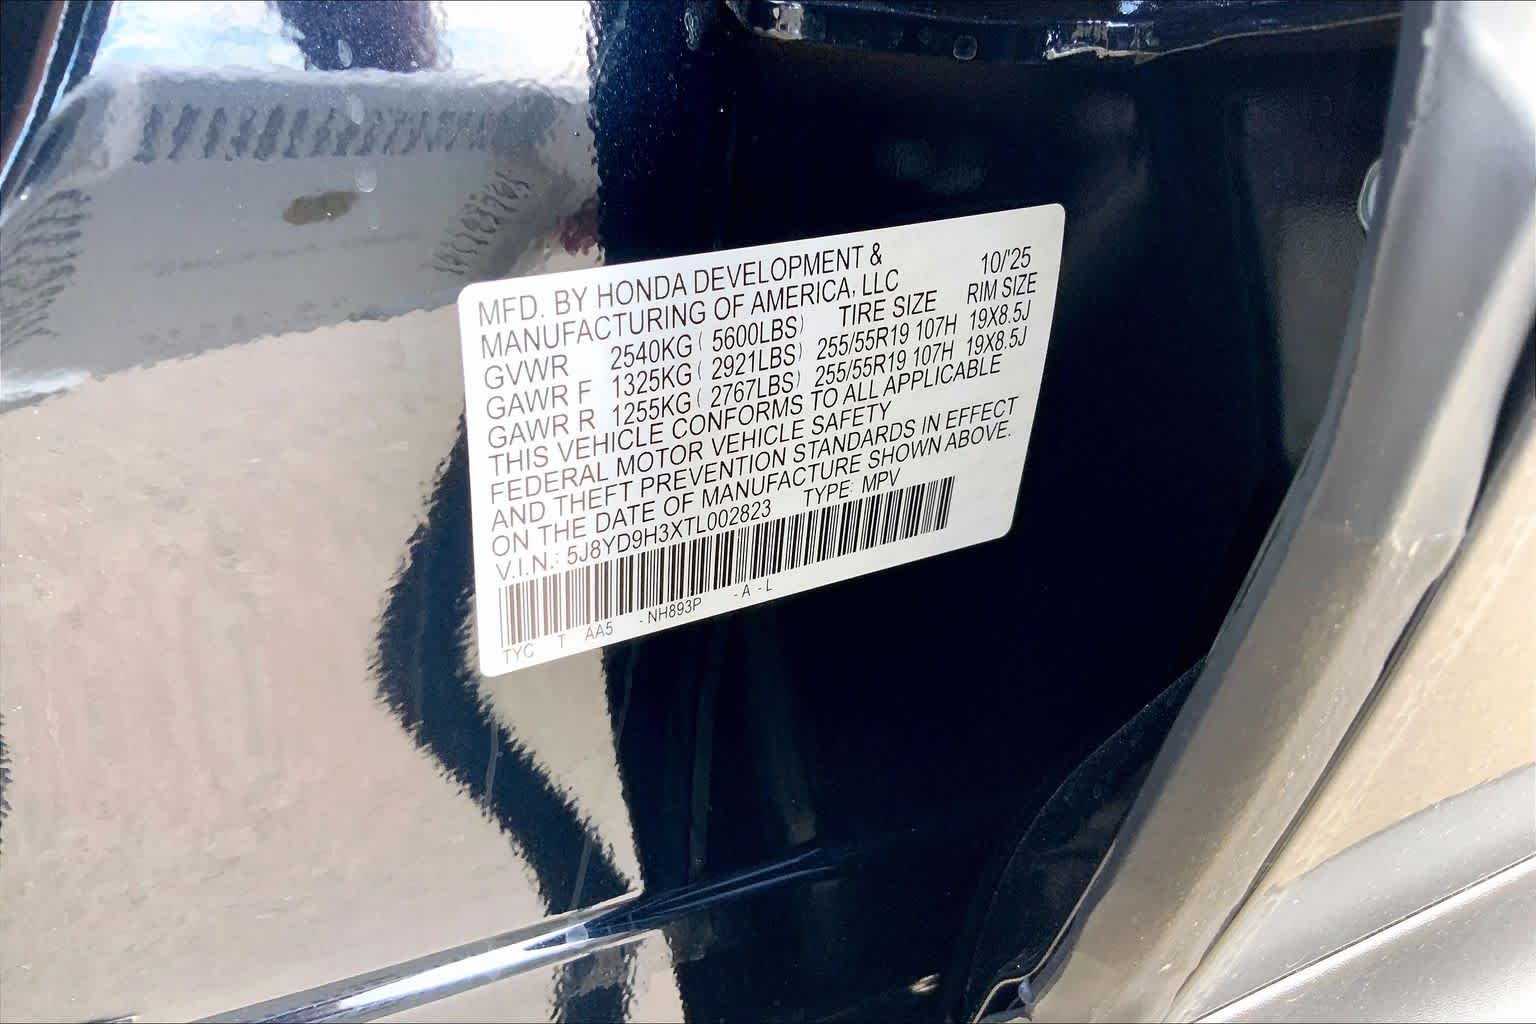 MFD. BY HONDA DEVELOPMENT &
MANUFACTURING OF AMERICA, LLC 10/'25
GVWR 2540KG ( 5600LBS) TIRE SIZE RIM SIZE
GAWR F 1325KG ( 2921LBS) 255/55R19 107H 19X8.5J
GAWR R 1255KG ( 2767LBS) 255/55R19 107H 19X8.5J
THIS VEHICLE CONFORMS TO ALL APPLICABLE
FEDERAL MOTOR VEHICLE SAFETY
AND THEFT PREVENTION STANDARDS IN EFFECT
ON THE DATE OF MANUFACTURE SHOWN ABOVE.
V.I.N.: 5J8YD9H3XTL002823 TYPE: MPV
TYC T AA5 - NH893P - A - L